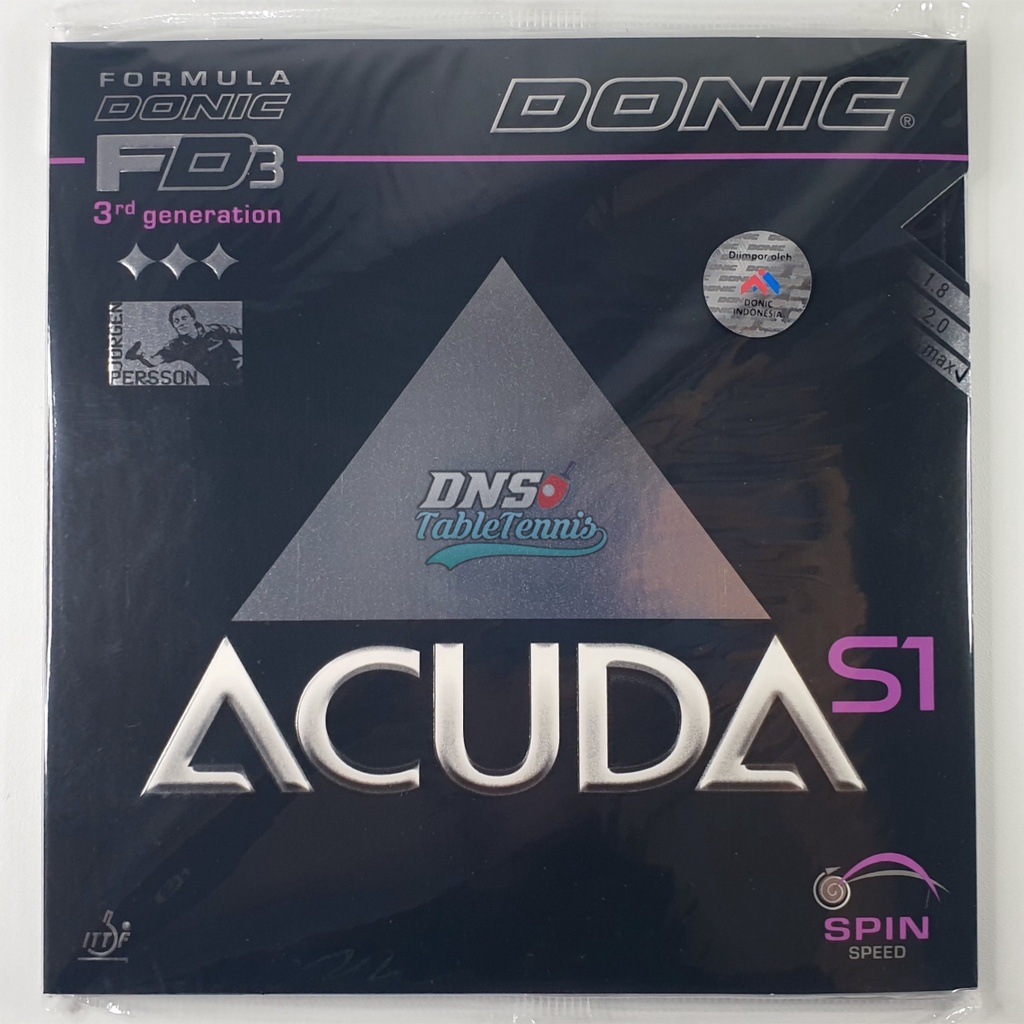 FORMULA
DONIC
FD3
3rd generation
DONIC®
Diimpor oleh
DONIC
INDONESIA
1.8
2.0
max✓
JÖRGEN
PERSSON
DNS
TableTennis
ACUDA S1
ITTF
SPIN
SPEED